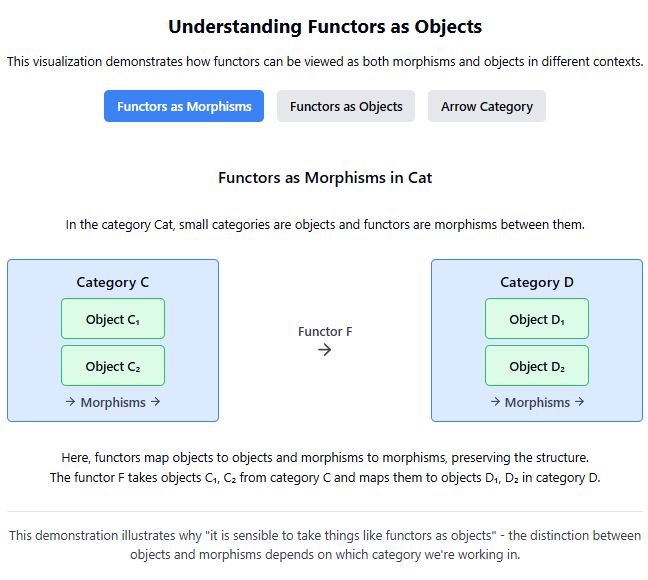 Understanding Functors as Objects
This visualization demonstrates how functors can be viewed as both morphisms and objects in different contexts.
Functors as Morphisms
Functors as Objects
Arrow Category
Functors as Morphisms in Cat
In the category Cat, small categories are objects and functors are morphisms between them.
Category C
Object C₁
Object C₂
→ Morphisms →
Functor F
→
Category D
Object D₁
Object D₂
→ Morphisms →
Here, functors map objects to objects and morphisms to morphisms, preserving the structure.
The functor F takes objects C₁, C₂ from category C and maps them to objects D₁, D₂ in category D.
This demonstration illustrates why "it is sensible to take things like functors as objects" - the distinction between
objects and morphisms depends on which category we're working in.